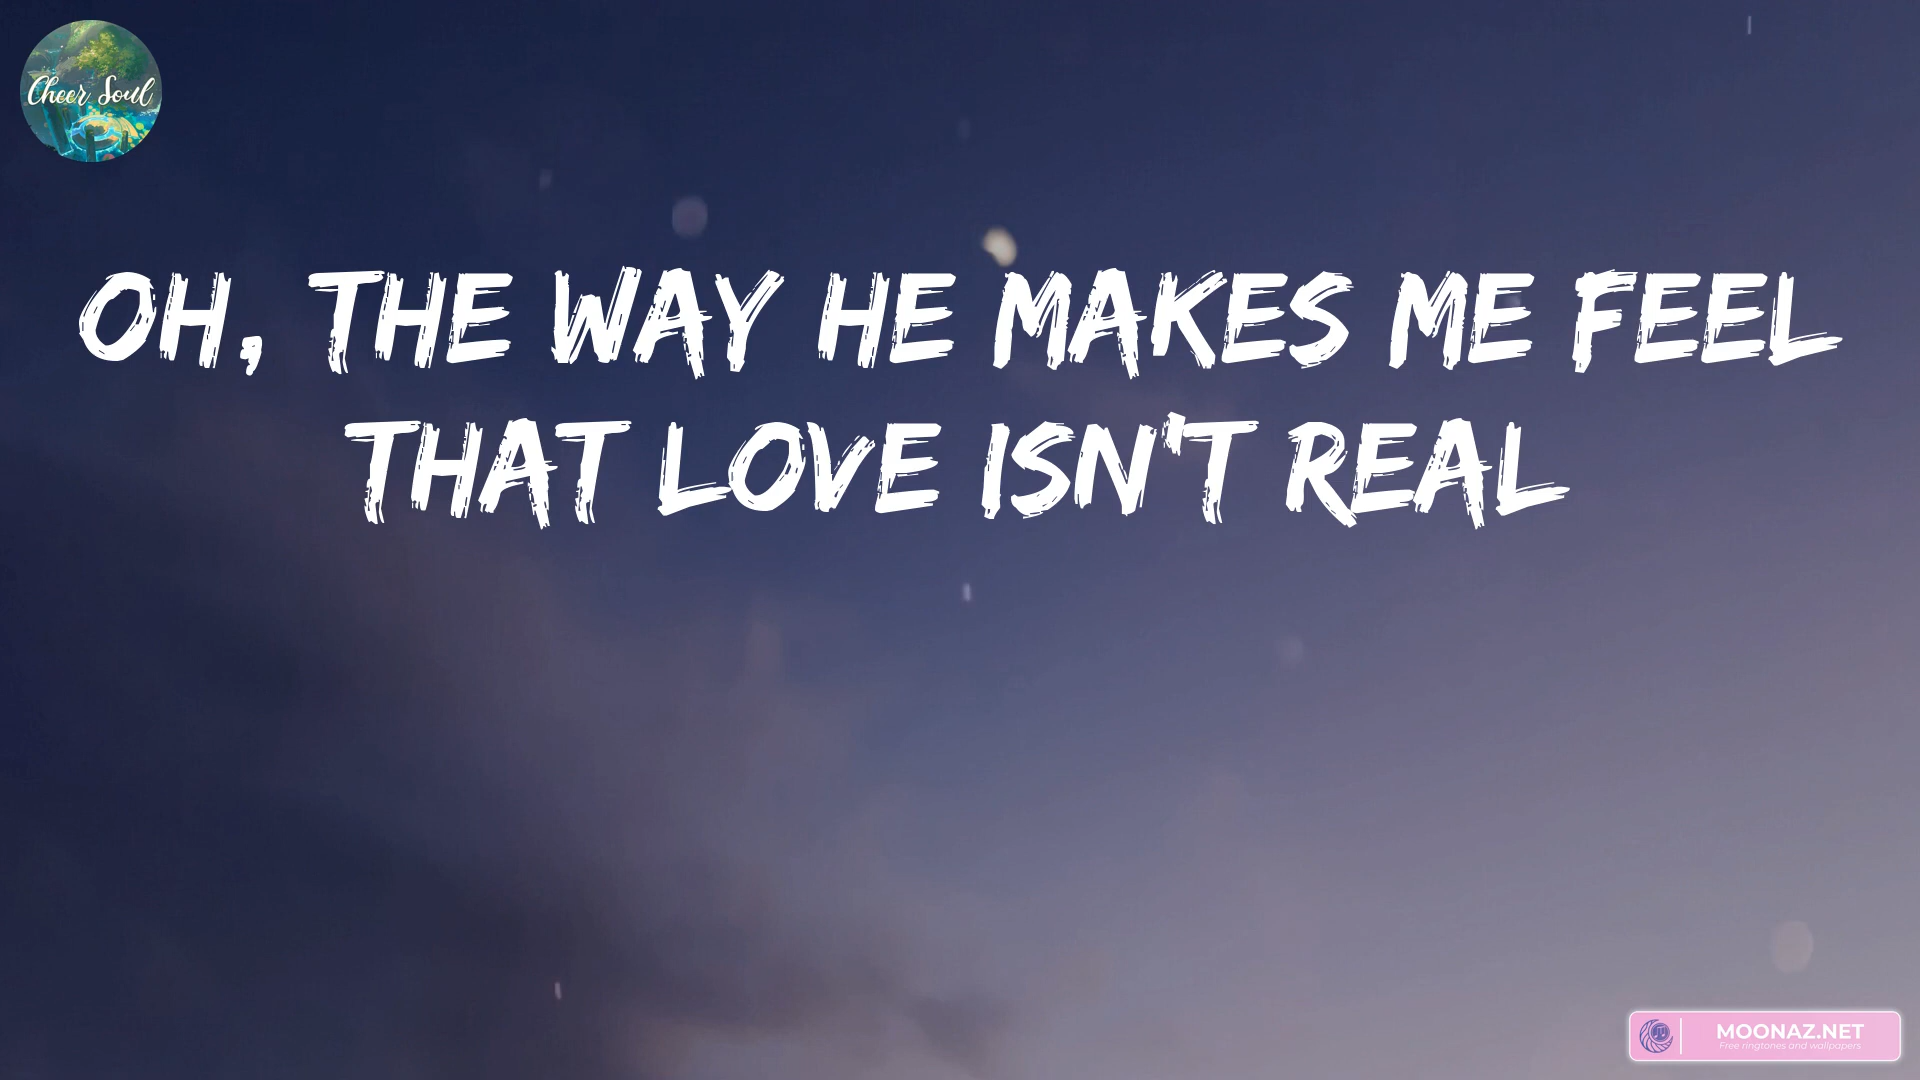 Cheer Soul
OH, THE WAY HE MAKES ME FEEL
THAT LOVE ISN'T REAL
MOONAZ.NET
Free ringtones and wallpapers